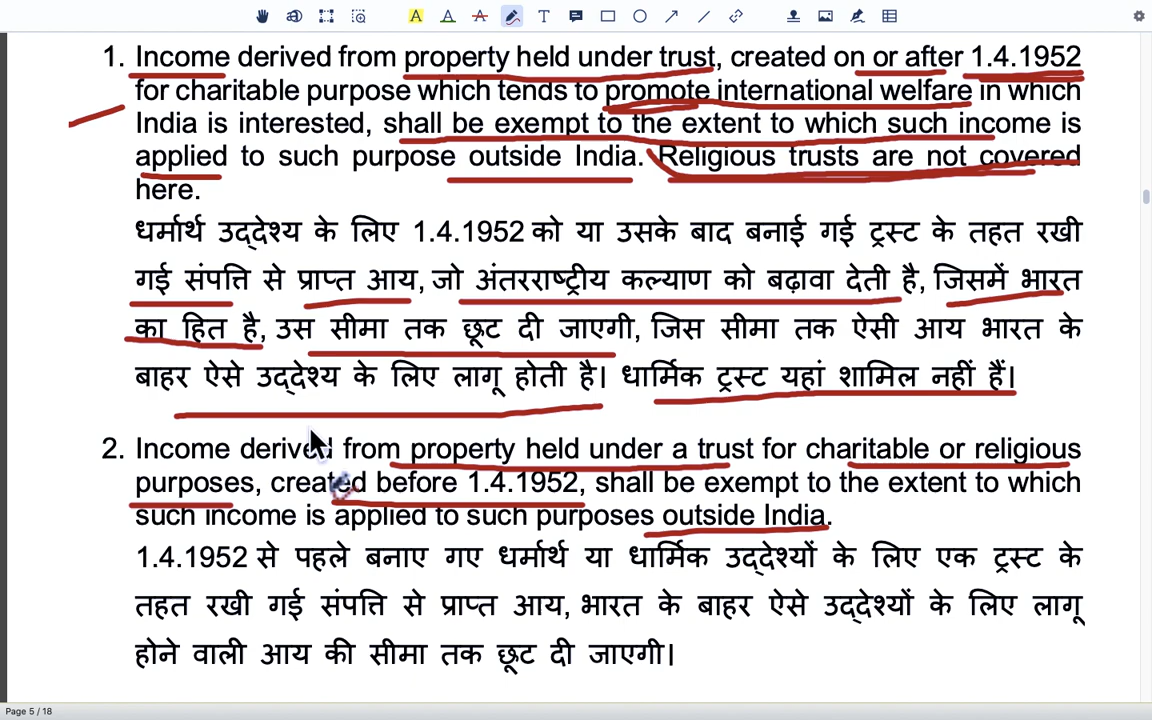 1. Income derived from property held under trust, created on or after 1.4.1952
for charitable purpose which tends to promote international welfare in which
India is interested, shall be exempt to the extent to which such income is
applied to such purpose outside India. Religious trusts are not covered
here.
धर्मार्थ उद्देश्य के लिए 1.4.1952 को या उसके बाद बनाई गई ट्रस्ट के तहत रखी
गई संपत्ति से प्राप्त आय, जो अंतरराष्ट्रीय कल्याण को बढ़ावा देती है, जिसमें भारत
का हित है, उस सीमा तक छूट दी जाएगी, जिस सीमा तक ऐसी आय भारत के
बाहर ऐसे उद्देश्य के लिए लागू होती है। धार्मिक ट्रस्ट यहां शामिल नहीं हैं।
2. Income derived from property held under a trust for charitable or religious
purposes, created before 1.4.1952, shall be exempt to the extent to which
such income is applied to such purposes outside India.
1.4.1952 से पहले बनाए गए धर्मार्थ या धार्मिक उद्देश्यों के लिए एक ट्रस्ट के
तहत रखी गई संपत्ति से प्राप्त आय, भारत के बाहर ऐसे उद्देश्यों के लिए लागू
होने वाली आय की सीमा तक छूट दी जाएगी।
Page 5 / 18